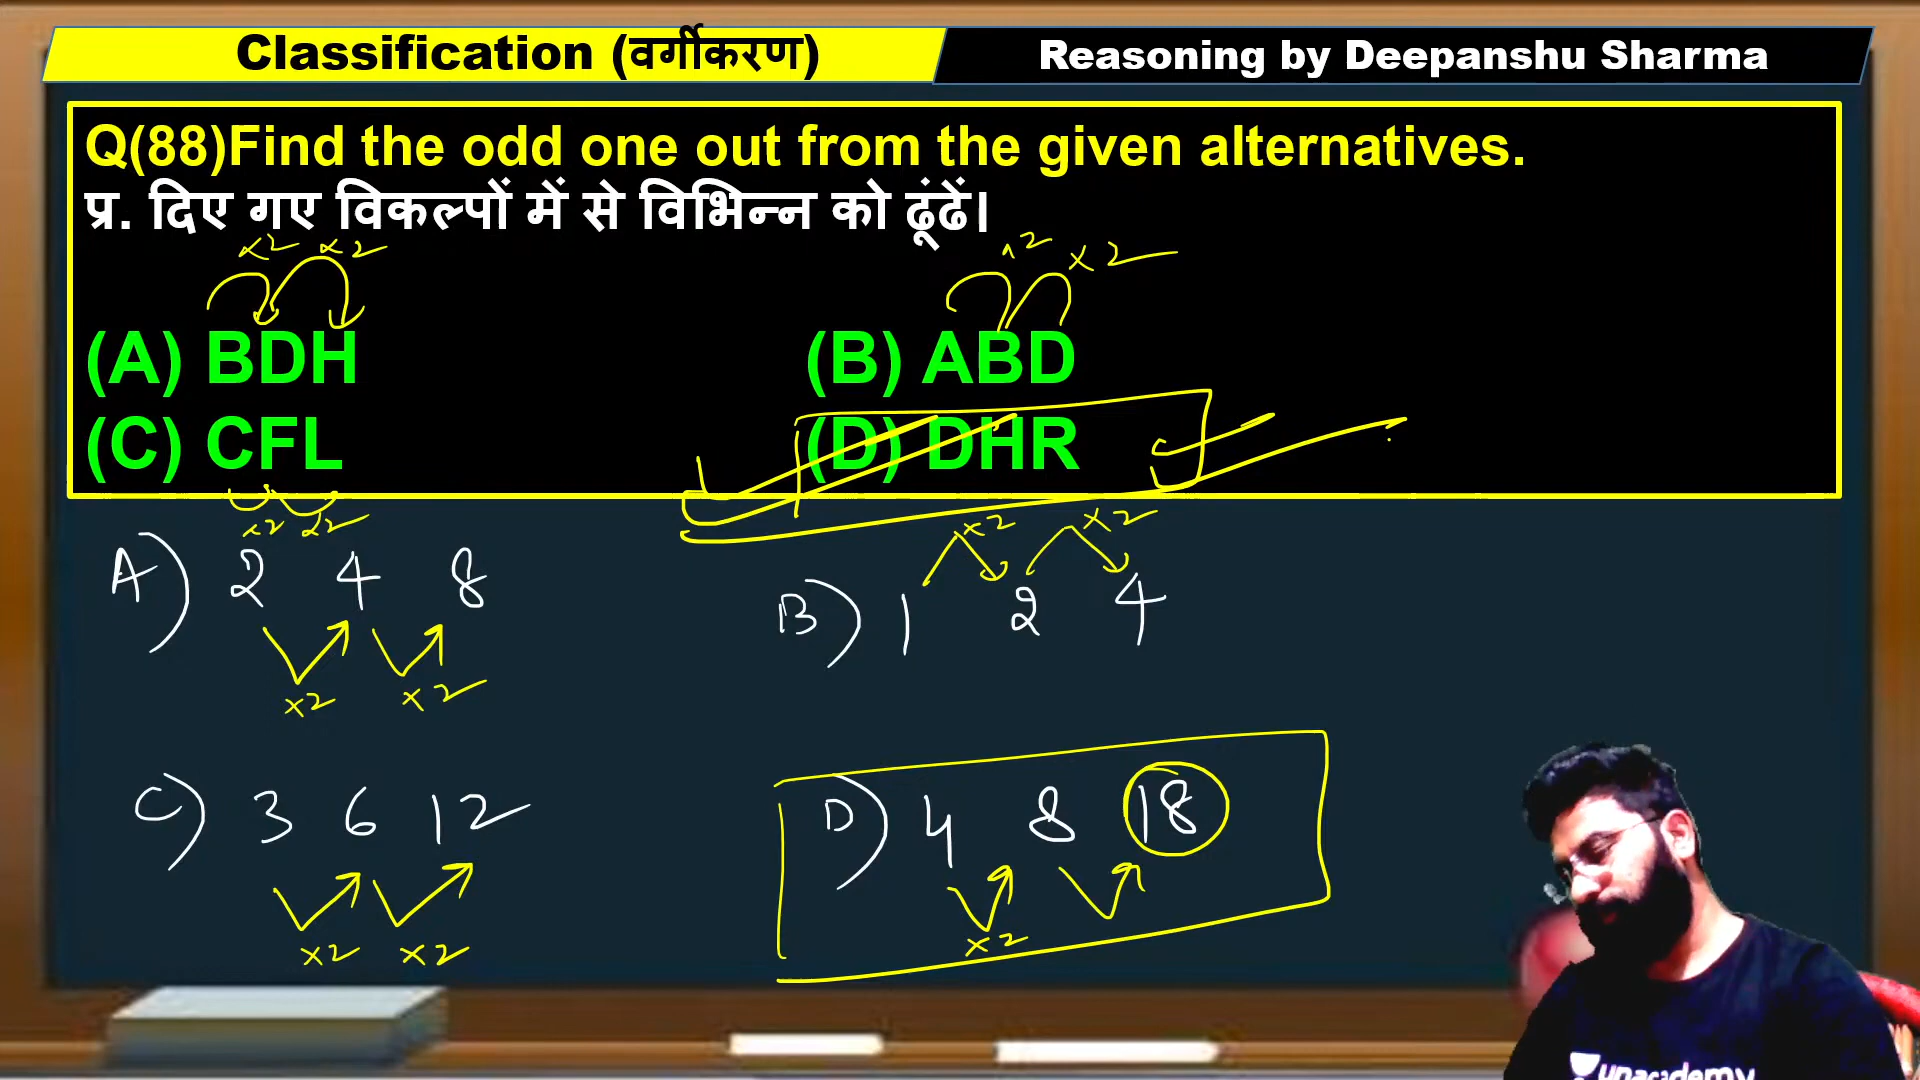 Classification (वर्गीकरण)
Reasoning by Deepanshu Sharma
Q(88)Find the odd one out from the given alternatives.
प्र. दिए गए विकल्पों में से विभिन्न को ढूंढें।
×2 ×2
×2 ×2
(A) BDH (B) ABD
(C) CFL (D) DHR
×2 ×2
×2 ×2
A) 2 4 8
B) 1 2 4
×2 ×2
C) 3 6 12
D) 4 8 18
×2 ×2
×2
unacademy